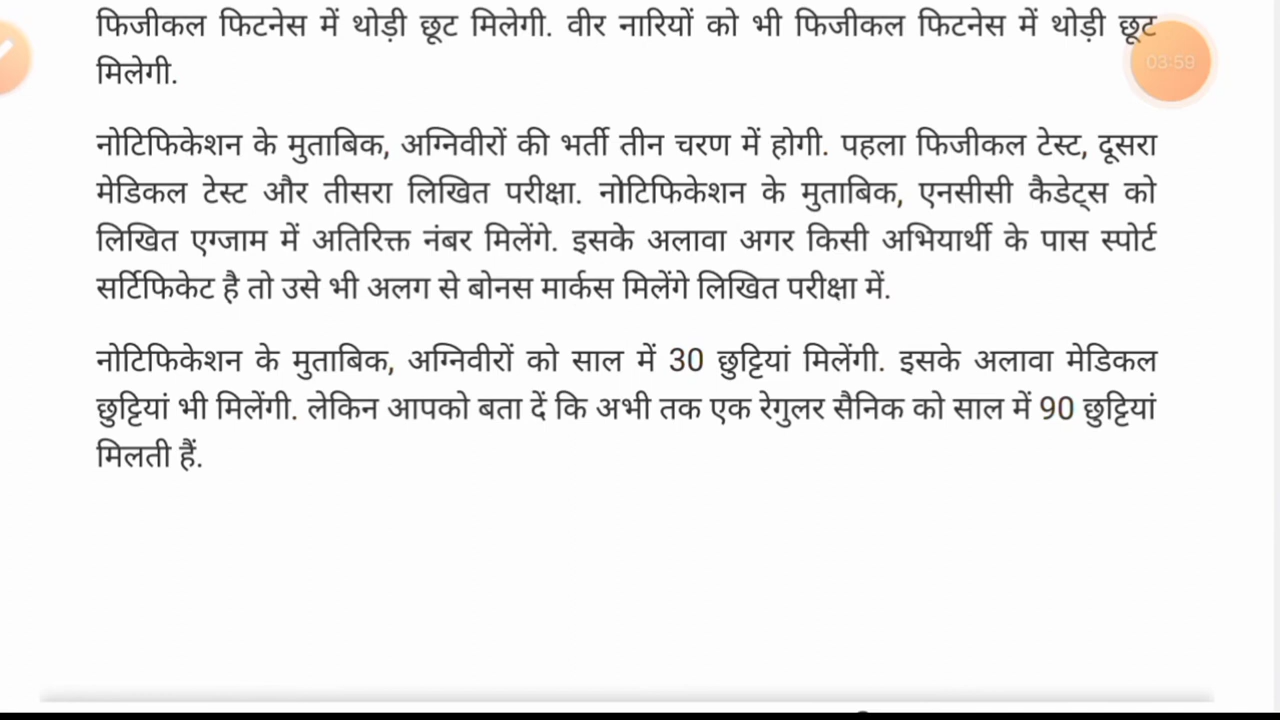 फिजीकल फिटनेस में थोड़ी छूट मिलेगी. वीर नारियों को भी फिजीकल फिटनेस में थोड़ी छूट
मिलेगी.
03:59
नोटिफिकेशन के मुताबिक, अग्निवीरों की भर्ती तीन चरण में होगी. पहला फिजीकल टेस्ट, दूसरा
मेडिकल टेस्ट और तीसरा लिखित परीक्षा. नोटिफिकेशन के मुताबिक, एनसीसी कैडेट्स को
लिखित एग्जाम में अतिरिक्त नंबर मिलेंगे. इसके अलावा अगर किसी अभियार्थी के पास स्पोर्ट
सर्टिफिकेट है तो उसे भी अलग से बोनस मार्कस मिलेंगे लिखित परीक्षा में.
नोटिफिकेशन के मुताबिक, अग्निवीरों को साल में 30 छुट्टियां मिलेंगी. इसके अलावा मेडिकल
छुट्टियां भी मिलेंगी. लेकिन आपको बता दें कि अभी तक एक रेगुलर सैनिक को साल में 90 छुट्टियां
मिलती हैं.